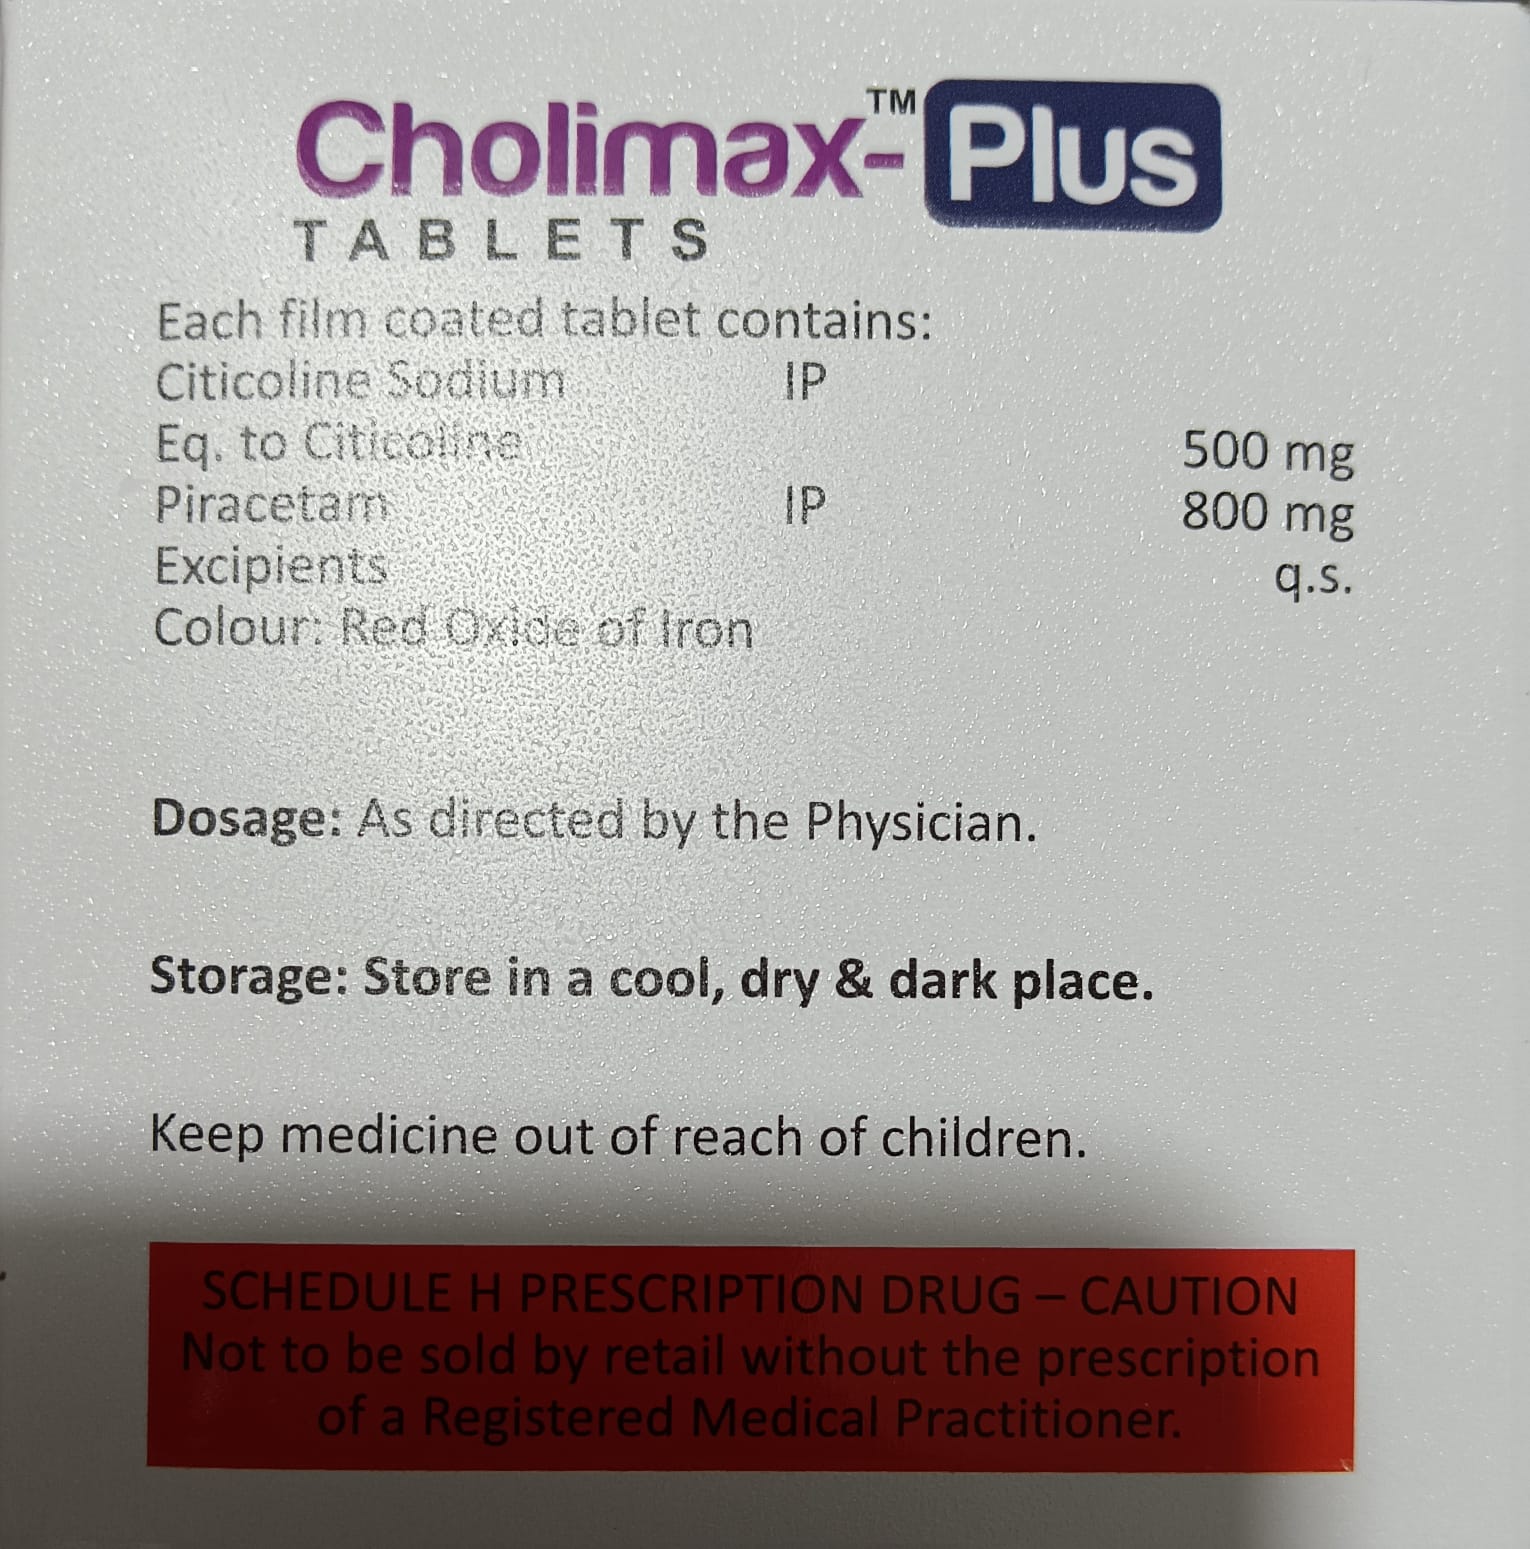 Cholimax-™ Plus
TABLETS
Each film coated tablet contains:
Citicoline Sodium IP
Eq. to Citicoline 500 mg
Piracetam IP 800 mg
Excipients q.s.
Colour: Red Oxide of Iron
Dosage: As directed by the Physician.
Storage: Store in a cool, dry & dark place.
Keep medicine out of reach of children.
SCHEDULE H PRESCRIPTION DRUG – CAUTION
Not to be sold by retail without the prescription
of a Registered Medical Practitioner.